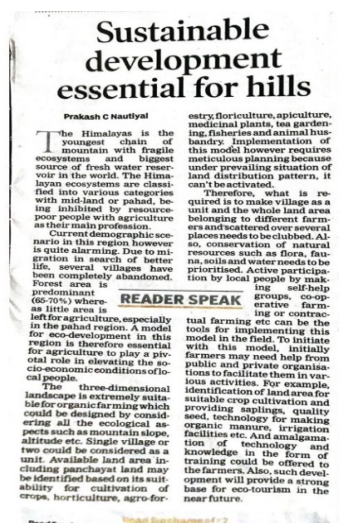 Sustainable
development
essential for hills
Prakash C Nautiyal
The Himalayas is the
youngest chain of
mountain with fragile
ecosystems and biggest
source of fresh water reser-
voir in the world. The Hima-
layan ecosystems are classi-
fied into various categories
with mid-land or pahad, be-
ing inhibited by resource-
poor people with agriculture
as their main profession.
Current demographic sce-
nario in this region however
is quite alarming. Due to mi-
gration in search of better
life, several villages have
been completely abandoned.
Forest area is
predominant
(65-70%) where-
as little area is
left for agriculture, especially
in the pahad region. A model
for eco-development in this
region is therefore essential
for agriculture to play a piv-
otal role in elevating the so-
cio-economic conditions of lo-
cal people.
The three-dimensional
landscape is extremely suita-
ble for organic farming which
could be designed by consid-
ering all the ecological as-
pects such as mountain slope,
altitude etc. Single village or
two could be considered as a
unit. Available land area in-
cluding panchayat land may
be identified based on its suit-
ability for cultivation of
crops, horticulture, agro-for-
READER SPEAK
estry, floriculture, apiculture,
medicinal plants, tea garden-
ing, fisheries and animal hus-
bandry. Implementation of
this model however requires
meticulous planning because
under prevailing situation of
land distribution pattern, it
can't be activated.
Therefore, what is re-
quired is to make village as a
unit and the whole land area
belonging to different farm-
ers and scattered over several
places needs to be clubbed. Al-
so, conservation of natural
resources such as flora, fau-
na, soils and water needs to be
prioritised. Active participa-
tion by local people by mak-
ing self-help
groups, co-op-
erative farm-
ing or contrac-
tual farming etc can be the
tools for implementing this
model in the field. To initiate
with this model, initially
farmers may need help from
public and private organisa-
tions to facilitate them in var-
ious activities. For example,
identification of land area for
suitable crop cultivation and
providing saplings, quality
seed, technology for making
organic manure, irrigation
facilities etc. And amalgama-
tion of technology and
knowledge in the form of
training could be offered to
the farmers. Also, such devel-
opment will provide a strong
base for eco-tourism in the
near future.